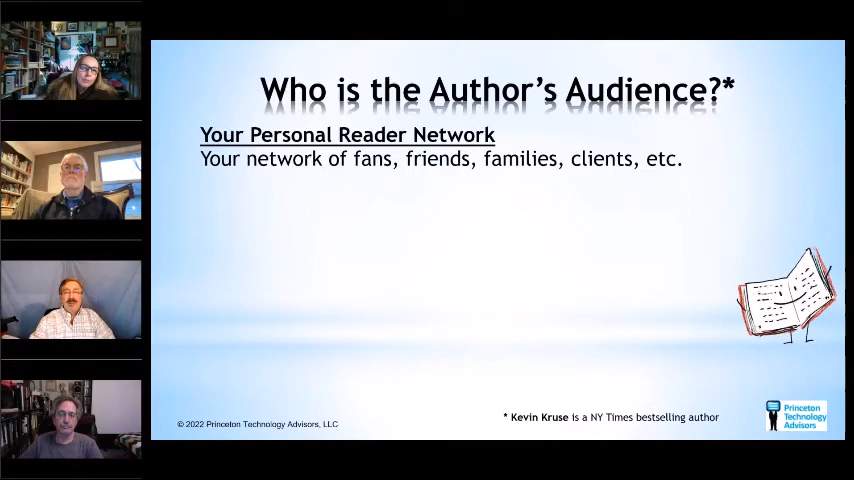 Who is the Author's Audience?*
Your Personal Reader Network
Your network of fans, friends, families, clients, etc.
* Kevin Kruse is a NY Times bestselling author
© 2022 Princeton Technology Advisors, LLC
Princeton
Technology
Advisors